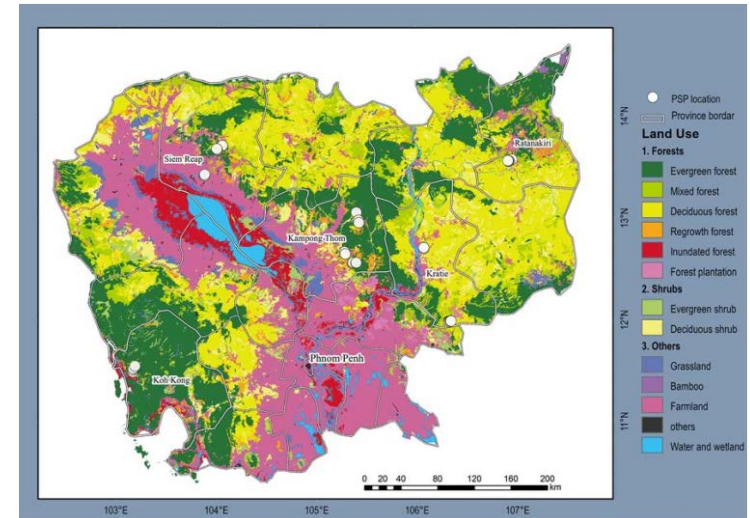 Siem Reap
Ratanakiri
Kampong-Thom
Kratie
Phnom Penh
Koh Kong
0 20 40 80 120 160 200
km
103°E 104°E 105°E 106°E 107°E
14°N
13°N
12°N
11°N
PSP location
Province bordar
Land Use
1. Forests
Evergreen forest
Mixed forest
Deciduous forest
Regrowth forest
Inundated forest
Forest plantation
2. Shrubs
Evergreen shrub
Deciduous shrub
3. Others
Grassland
Bamboo
Farmland
others
Water and wetland